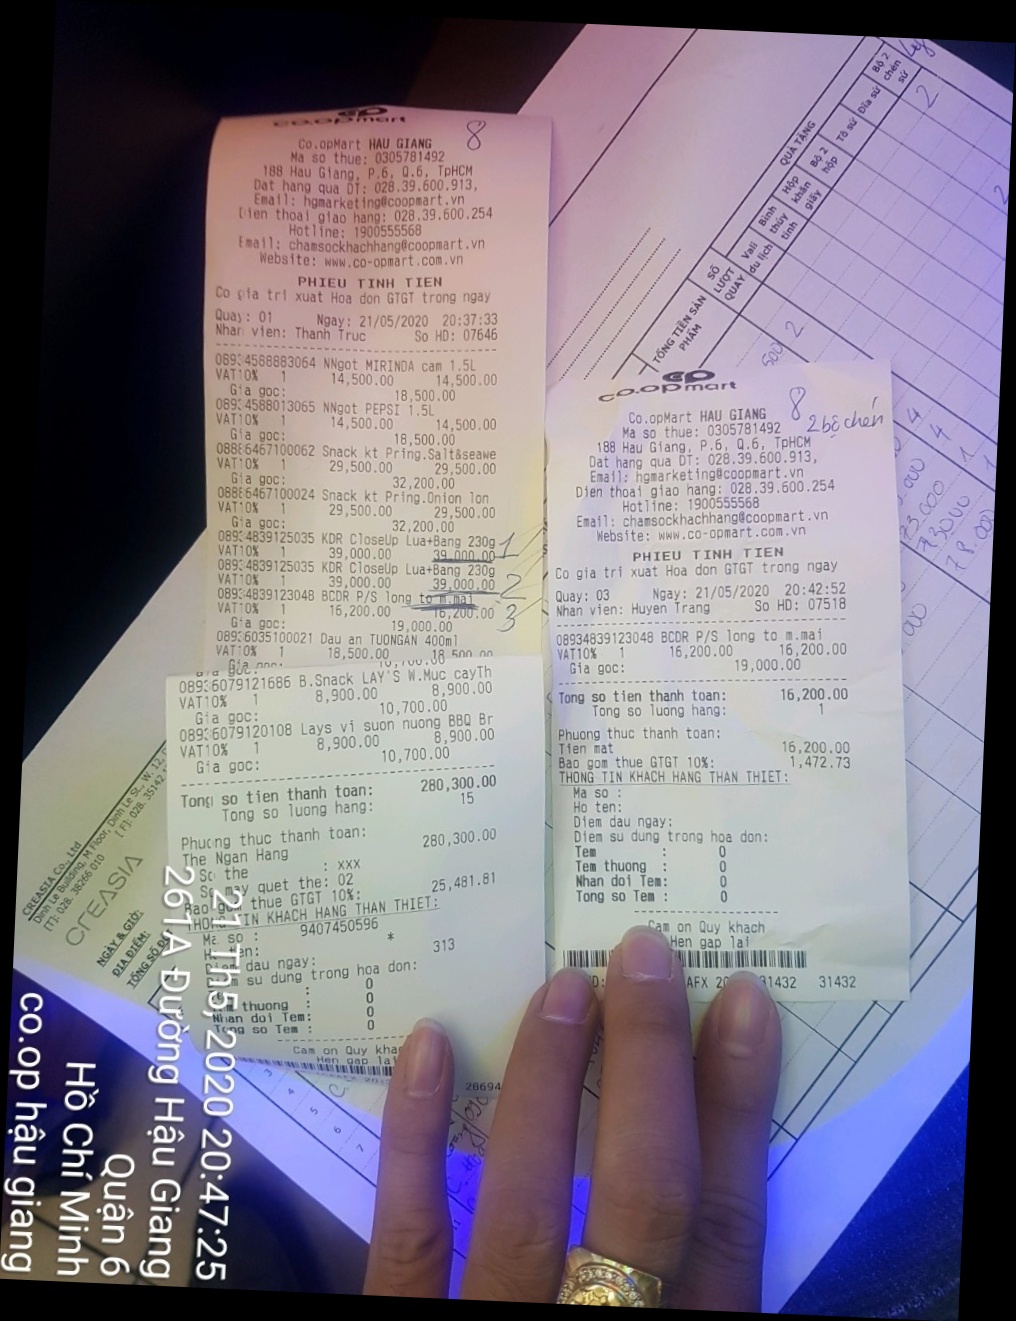 co.opmart
8
Co.opMart HAU GIANG
Ma so thue: 0305781492
188 Hau Giang, P.6, Q.6, TpHCM
Dat hang qua DT: 028.39.600.913,
Email: hgmarketing@coopmart.vn
Dien thoai giao hang: 028.39.600.254
Hotline: 1900555568
Email: chamsockhachhang@coopmart.vn
Website: www.co-opmart.com.vn
PHIEU TINH TIEN
Co gia tri xuat Hoa don GTGT trong ngay
Quay: 01 Ngay: 21/05/2020 20:37:33
Nhan vien: Thanh Truc So HD: 07646
08934588883064 NNgot MIRINDA cam 1.5L
VAT10% 1 14,500.00 14,500.00
Gia goc: 18,500.00
08934588013065 NNgot PEPSI 1.5L
VAT10% 1 14,500.00 14,500.00
Gia goc: 18,500.00
08886467100062 Snack kt Pring.Salt&seawe
VAT10% 1 29,500.00 29,500.00
Gia goc: 32,200.00
08886467100024 Snack kt Pring.Onion lon
VAT10% 1 29,500.00 29,500.00
Gia goc: 32,200.00
08934839125035 KDR CloseUp Lua+Bang 230g 1
VAT10% 1 39,000.00 39,000.00
08934839125035 KDR CloseUp Lua+Bang 230g
VAT10% 1 39,000.00 39,000.00 2
08934839123048 BCDR P/S long to m.mai
VAT10% 1 16,200.00 16,200.00 3
Gia goc: 19,000.00
08936035100021 Dau an TUONGAN 400ml
VAT10% 1 18,500.00 18,500.00
08936079121686 B.Snack LAY'S W.Muc cayTh
VAT10% 1 8,900.00 8,900.00
Gia goc: 10,700.00
08936079120108 Lays vi suon nuong BBQ Br
VAT10% 1 8,900.00 8,900.00
Gia goc: 10,700.00
Tong so tien thanh toan: 280,300.00
Tong so luong hang: 15
Phuong thuc thanh toan:
The Ngan Hang 280,300.00
So the : xxx
So may quet the: 02
Bao gom thue GTGT 10%: 25,481.81
THONG TIN KHACH HANG THAN THIET:
Ma so : 9407450596
Ho ten: *
Diem dau ngay: 313
Diem su dung trong hoa don:
: 0
Tem thuong : 0
Nhan doi Tem: 0
Tong so Tem : 0
Cam on Quy kha
Hen gap lai
28694
co.opmart
8
2 bộ chén
Co.opMart HAU GIANG
Ma so thue: 0305781492
188 Hau Giang, P.6, Q.6, TpHCM
Dat hang qua DT: 028.39.600.913,
Email: hgmarketing@coopmart.vn
Dien thoai giao hang: 028.39.600.254
Hotline: 1900555568
Email: chamsockhachhang@coopmart.vn
Website: www.co-opmart.com.vn
PHIEU TINH TIEN
Co gia tri xuat Hoa don GTGT trong ngay
Quay: 03 Ngay: 21/05/2020 20:42:52
Nhan vien: Huyen Trang So HD: 07518
08934839123048 BCDR P/S long to m.mai
VAT10% 1 16,200.00 16,200.00
Gia goc: 19,000.00
Tong so tien thanh toan: 16,200.00
Tong so luong hang: 1
Phuong thuc thanh toan:
Tien mat 16,200.00
Bao gom thue GTGT 10%: 1,472.73
THONG TIN KHACH HANG THAN THIET:
Ma so :
Ho ten:
Diem dau ngay:
Diem su dung trong hoa don:
Tem : 0
Tem thuong : 0
Nhan doi Tem: 0
Tong so Tem : 0
Cam on Quy khach
Hen gap lai
31432 31432
TỔNG TIỀN SẢN PHẨM
SỐ LƯỢT QUAY
QUÀ TẶNG
Vali du lịch
Bình thủy tinh
Hộp khăn giấy
Bộ 2 hộp
Tô sứ
Dĩa sứ
Bộ 2 chén sứ
2
2
500 2
73.000
78.000
CREASIA Co., Ltd
CREASIA
NGÀY & GIỜ:
ĐỊA ĐIỂM:
3
4
5
6
7
21 Th5, 2020 20:47:25
261A Đường Hậu Giang
Quận 6
Hồ Chí Minh
co.op hậu giang